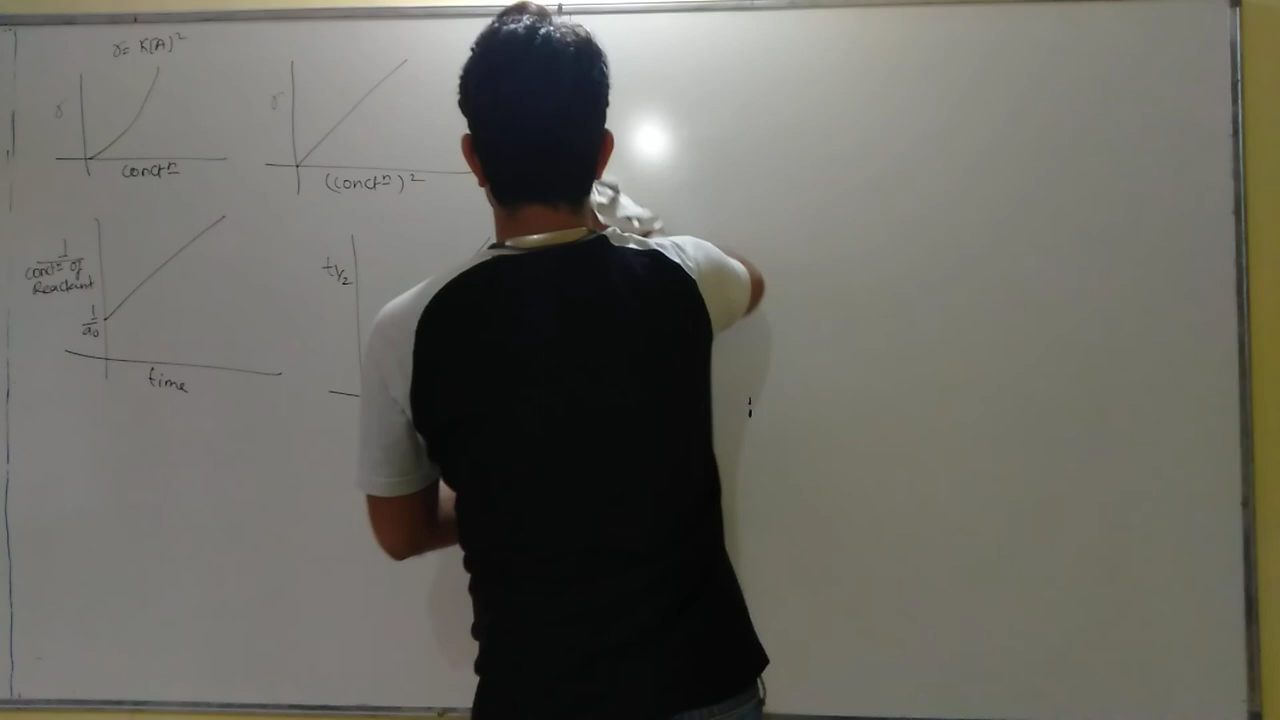 r = K[A]²
r
concⁿ
r
(concⁿ)²
1
concⁿ of
Reactant
1
a₀
time
t½